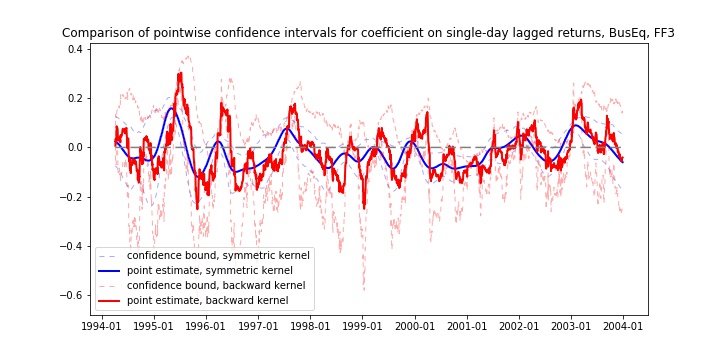 Comparison of pointwise confidence intervals for coefficient on single-day lagged returns, BusEq, FF3
0.4
0.2
0.0
−0.2
−0.4
−0.6
confidence bound, symmetric kernel
point estimate, symmetric kernel
confidence bound, backward kernel
point estimate, backward kernel
1994-01 1995-01 1996-01 1997-01 1998-01 1999-01 2000-01 2001-01 2002-01 2003-01 2004-01